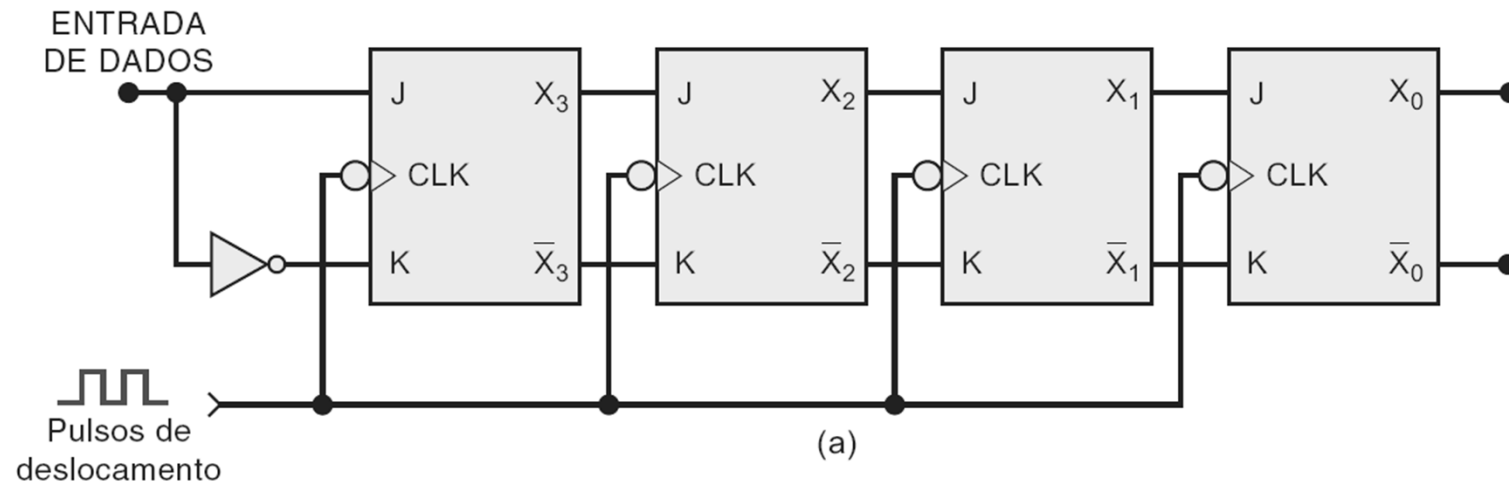 ENTRADA
DE DADOS
J X₃ J X₂ J X₁ J X₀
CLK CLK CLK CLK
K X̅₃ K X̅₂ K X̅₁ K X̅₀
Pulsos de
deslocamento
(a)